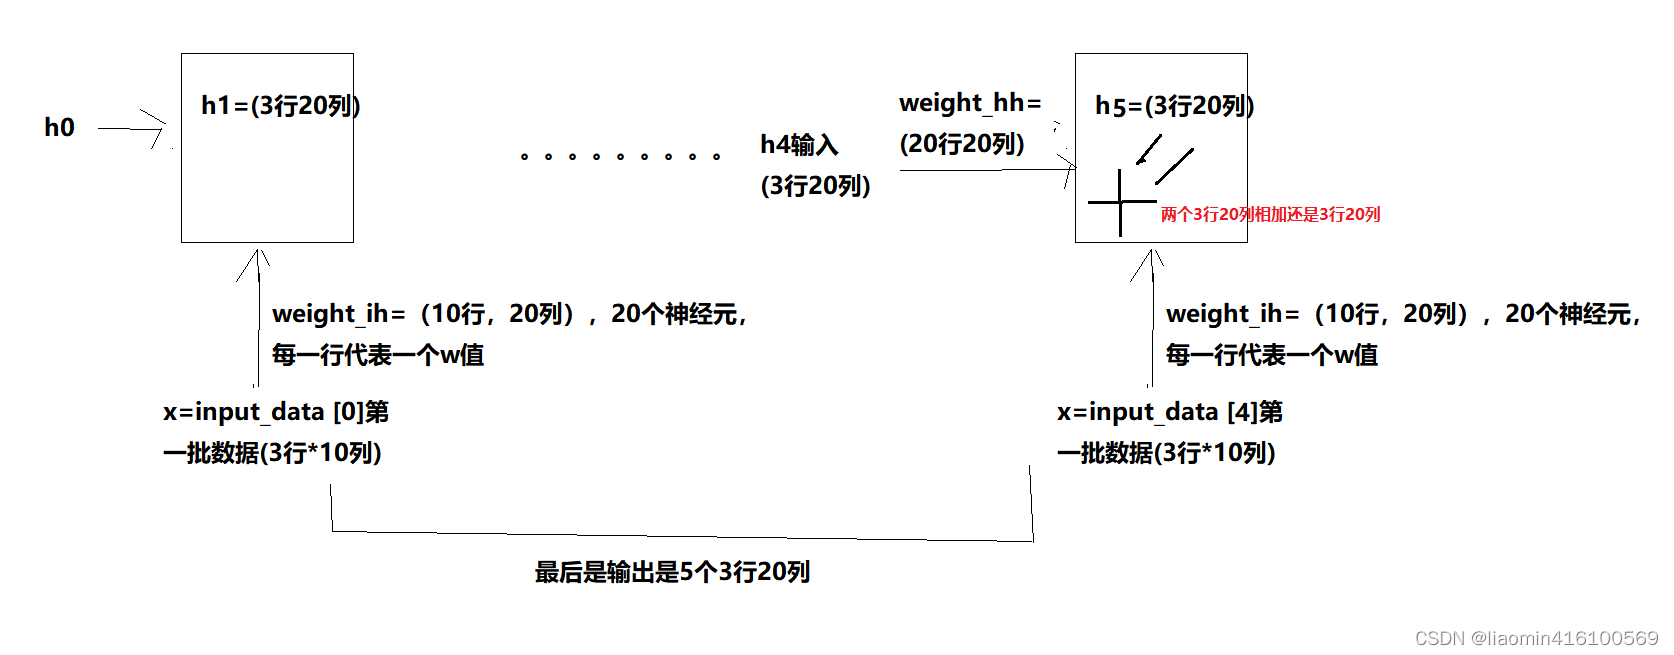 h0
h1=(3行20列)
。。。。。。。。。
h4输入
(3行20列)
weight_hh=
(20行20列)
h5=(3行20列)
两个3行20列相加还是3行20列
weight_ih=（10行，20列），20个神经元，
每一行代表一个w值
x=input_data [0]第
一批数据(3行*10列)
weight_ih=（10行，20列），20个神经元，
每一行代表一个w值
x=input_data [4]第
一批数据(3行*10列)
最后是输出是5个3行20列
CSDN @liaomin416100569